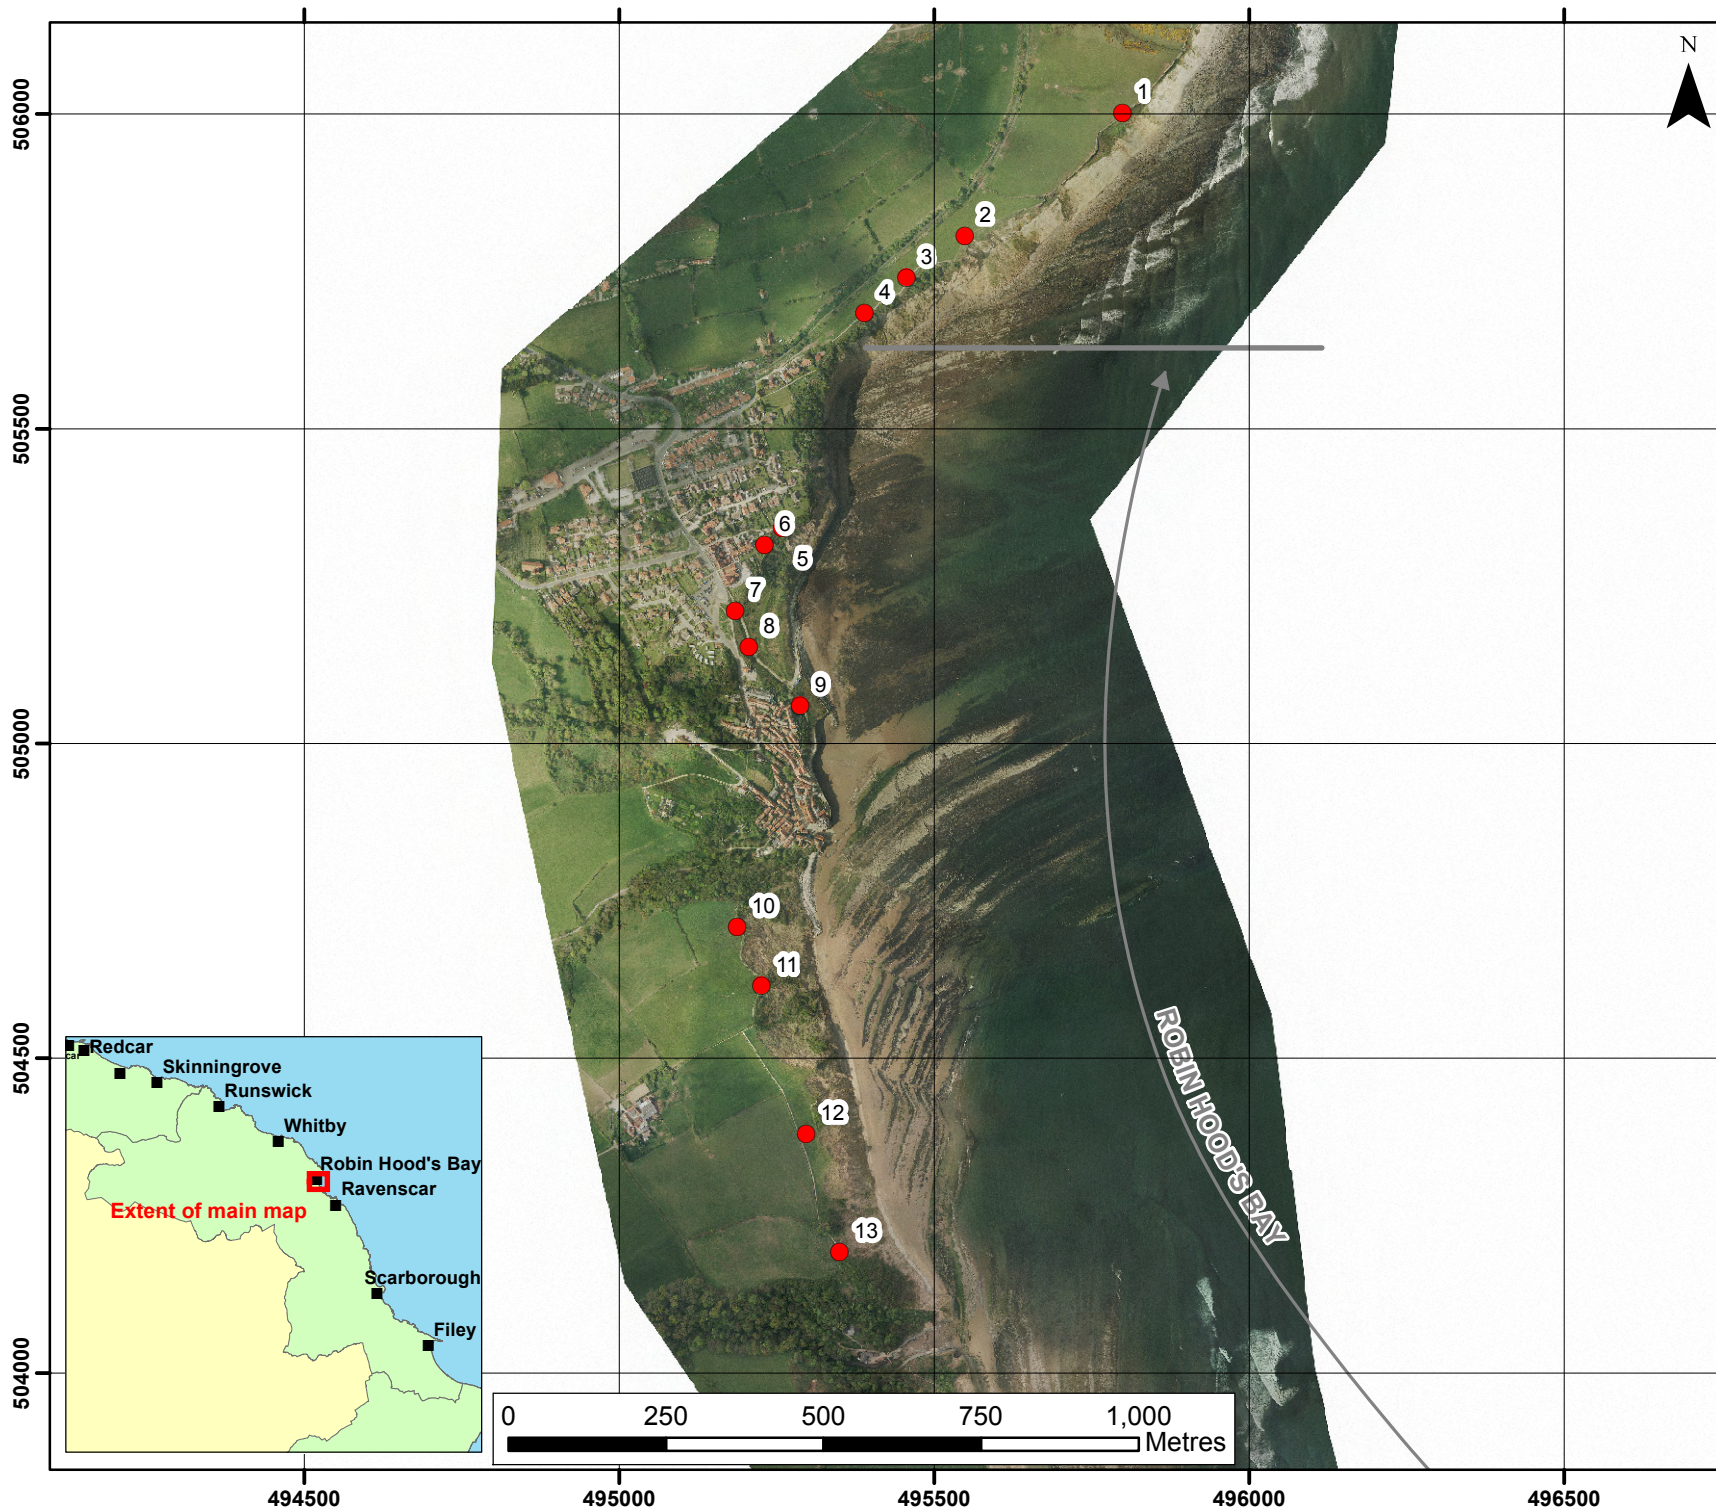 N
506000
505500
505000
504500
504000
1
2
3
4
6
5
7
8
9
10
11
12
13
ROBIN HOOD'S BAY
car
Redcar
Skinningrove
Runswick
Whitby
Robin Hood's Bay
Ravenscar
Extent of main map
Scarborough
Filey
0 250 500 750 1,000
Metres
494500 495000 495500 496000 496500